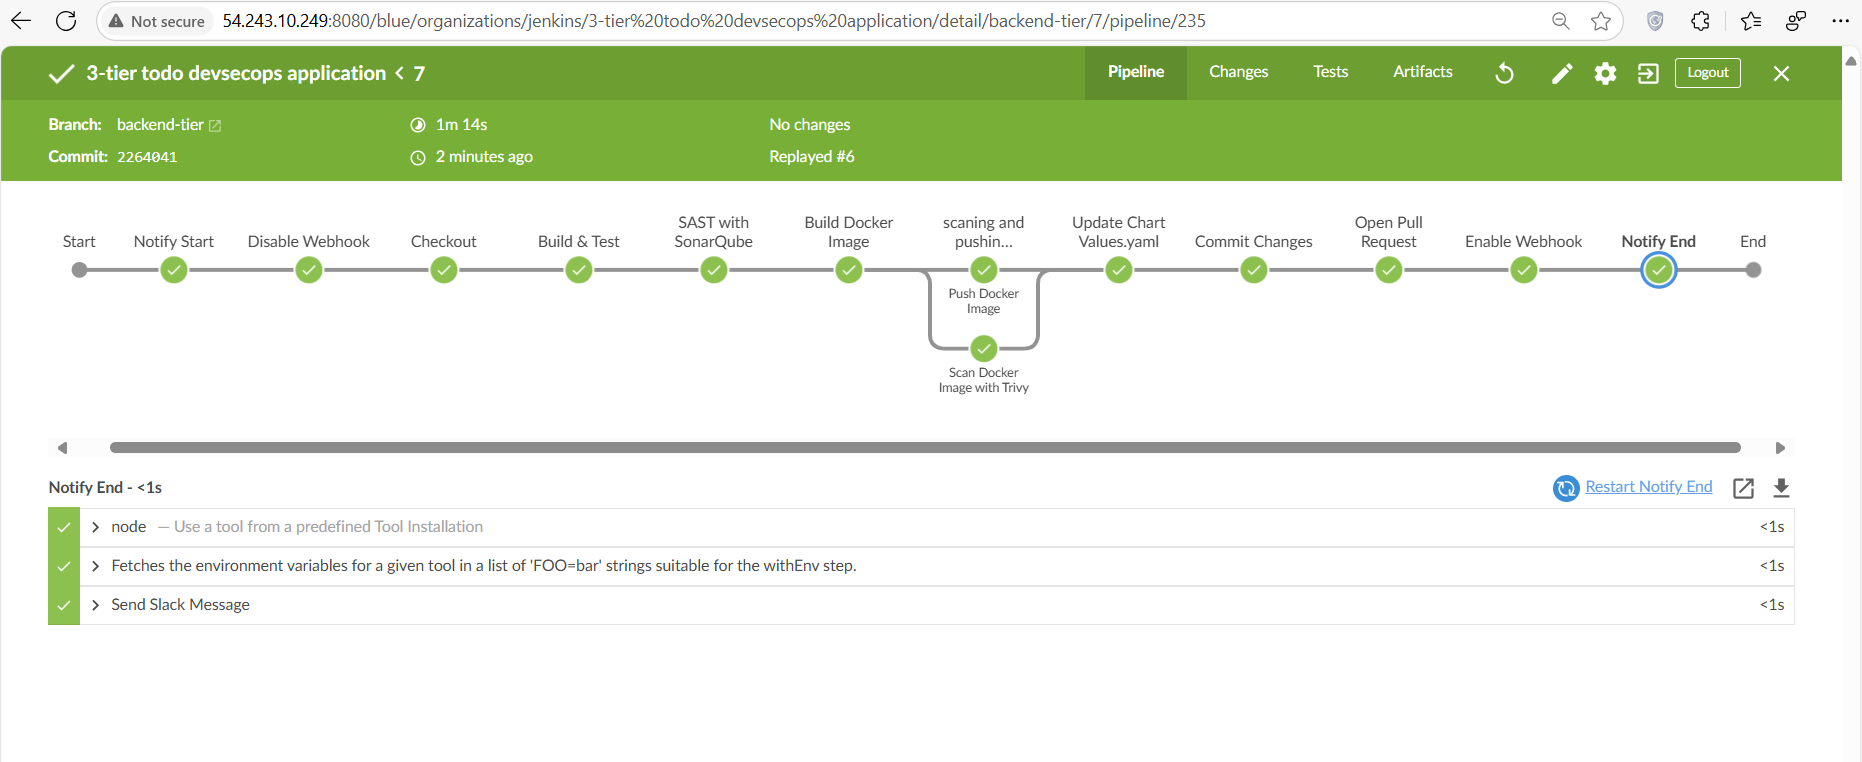 Not secure
54.243.10.249:8080/blue/organizations/jenkins/3-tier%20todo%20devsecops%20application/detail/backend-tier/7/pipeline/235
3-tier todo devsecops application < 7
Pipeline
Changes
Tests
Artifacts
Logout
Branch: backend-tier
1m 14s
No changes
Commit: 2264041
2 minutes ago
Replayed #6
Start
Notify Start
Disable Webhook
Checkout
Build & Test
SAST with
SonarQube
Build Docker
Image
scaning and
pushin...
Update Chart
Values.yaml
Commit Changes
Open Pull
Request
Enable Webhook
Notify End
End
Push Docker
Image
Scan Docker
Image with Trivy
Notify End - <1s
Restart Notify End
node — Use a tool from a predefined Tool Installation <1s
Fetches the environment variables for a given tool in a list of 'FOO=bar' strings suitable for the withEnv step. <1s
Send Slack Message <1s